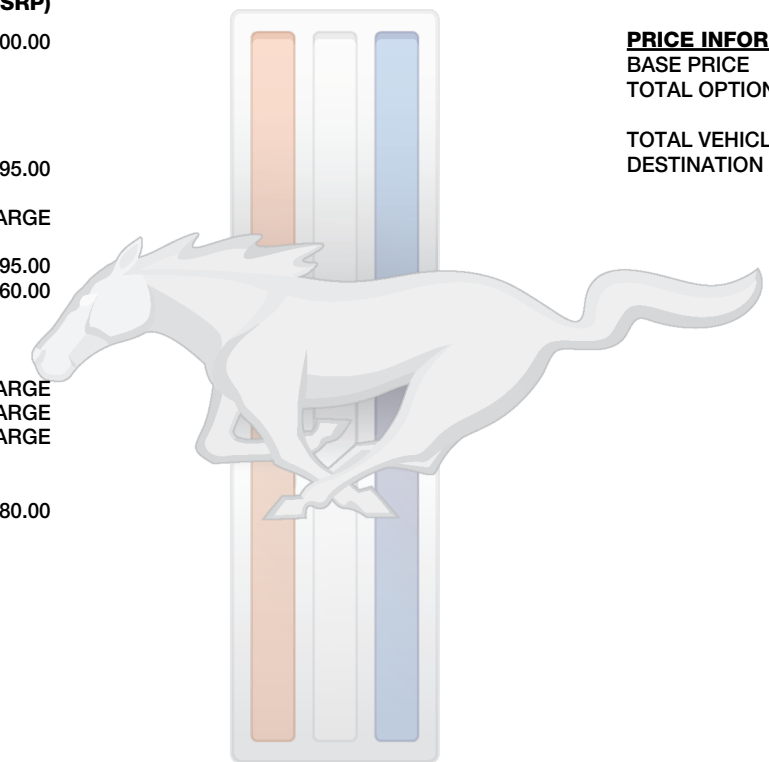 SRP)
00.00
95.00
ARGE
95.00
60.00
ARGE
ARGE
ARGE
80.00
PRICE INFOR
BASE PRICE
TOTAL OPTION
TOTAL VEHICL
DESTINATION